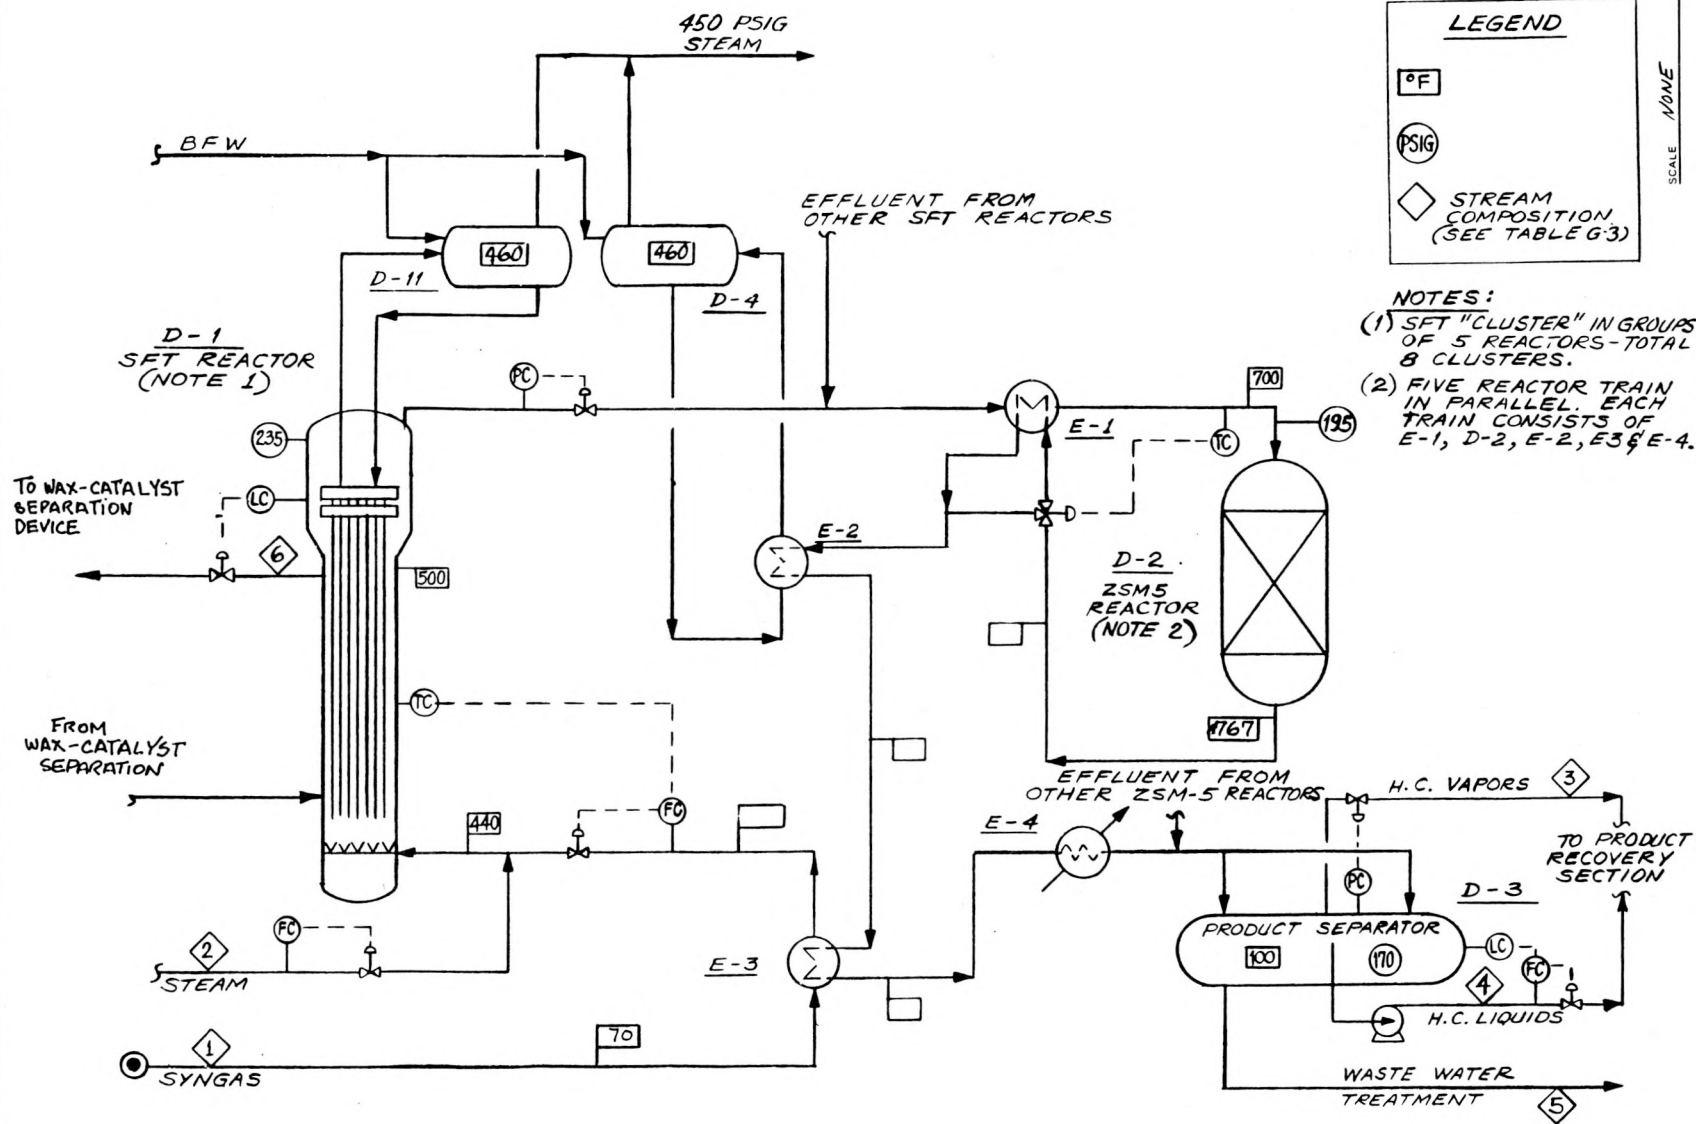 450 PSIG
STEAM
LEGEND
°F
PSIG
STREAM
COMPOSITION
(SEE TABLE G-3)
SCALE NONE
BFW
EFFLUENT FROM
OTHER SFT REACTORS
460
460
D-11
D-4
NOTES:
(1) SFT "CLUSTER" IN GROUPS
OF 5 REACTORS-TOTAL
8 CLUSTERS.
(2) FIVE REACTOR TRAIN
IN PARALLEL. EACH
TRAIN CONSISTS OF
E-1, D-2, E-2, E3 & E-4.
D-1
SFT REACTOR
(NOTE 1)
PC
700
E-1
TC
195
235
TO WAX-CATALYST
SEPARATION
DEVICE
LC
6
500
E-2
D-2
ZSM5
REACTOR
(NOTE 2)
TC
767
FROM
WAX-CATALYST
SEPARATION
EFFLUENT FROM
OTHER ZSM-5 REACTORS
H.C. VAPORS
3
440
FC
E-4
TO PRODUCT
RECOVERY
SECTION
PC
D-3
FC
PRODUCT SEPARATOR
100
170
LC
FC
2
STEAM
E-3
4
H.C. LIQUIDS
1
SYNGAS
70
WASTE WATER
TREATMENT
5